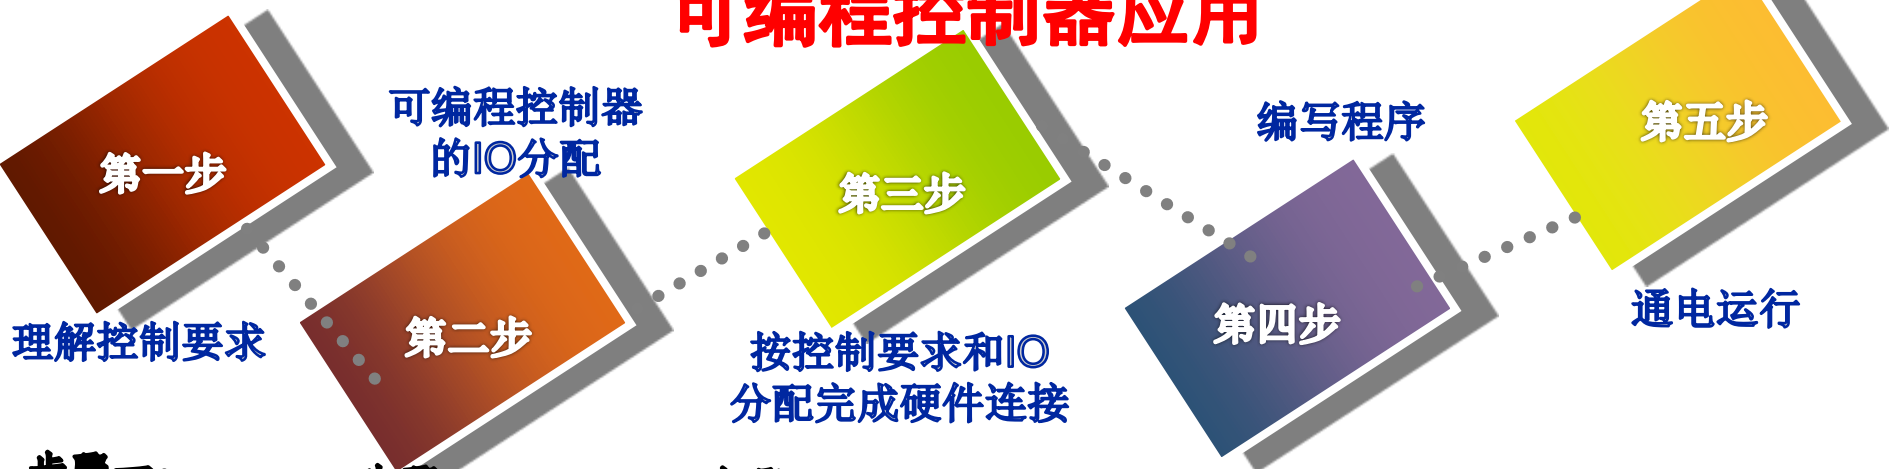 可编程控制器应用
第一步
理解控制要求
可编程控制器
的IO分配
第二步
第三步
按控制要求和IO
分配完成硬件连接
编写程序
第四步
第五步
通电运行